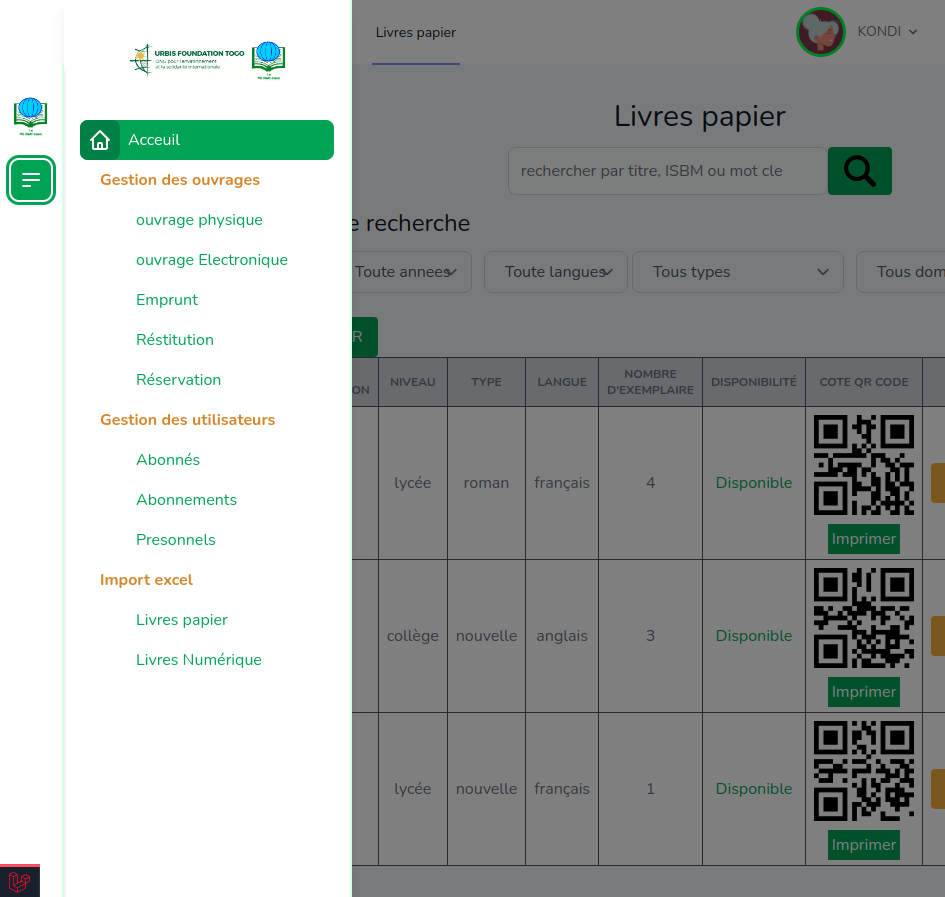 URBIS FOUNDATION TOGO
ONG pour l'environnement
et la solidarité internationale
Acceuil
Gestion des ouvrages
ouvrage physique
ouvrage Electronique
Emprunt
Réstitution
Réservation
Gestion des utilisateurs
Abonnés
Abonnements
Presonnels
Import excel
Livres papier
Livres Numérique
Livres papier
KONDI
Livres papier
rechercher par titre, ISBM ou mot cle
e recherche
Toute annees
Toute langues
Tous types
Tous dom
R
ON
NIVEAU
TYPE
LANGUE
NOMBRE
D'EXEMPLAIRE
DISPONIBILITÉ
COTE QR CODE
lycée
roman
français
4
Disponible
Imprimer
collège
nouvelle
anglais
3
Disponible
Imprimer
lycée
nouvelle
français
1
Disponible
Imprimer